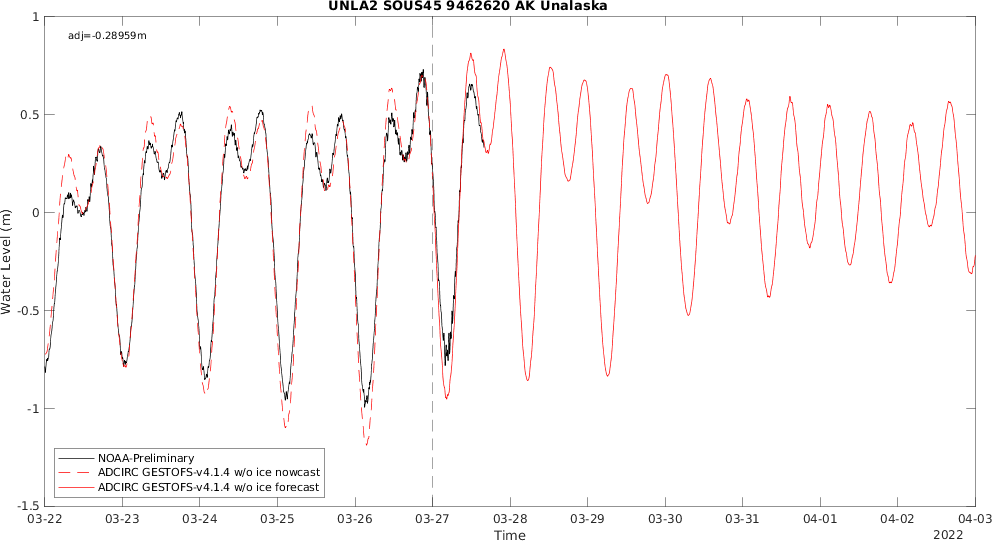 UNLA2 SOUS45 9462620 AK Unalaska
adj=-0.28959m
1
0.5
0
-0.5
-1
-1.5
Water Level (m)
NOAA-Preliminary
ADCIRC GESTOFS-v4.1.4 w/o ice nowcast
ADCIRC GESTOFS-v4.1.4 w/o ice forecast
03-22 03-23 03-24 03-25 03-26 03-27 03-28 03-29 03-30 03-31 04-01 04-02 04-03
Time
2022